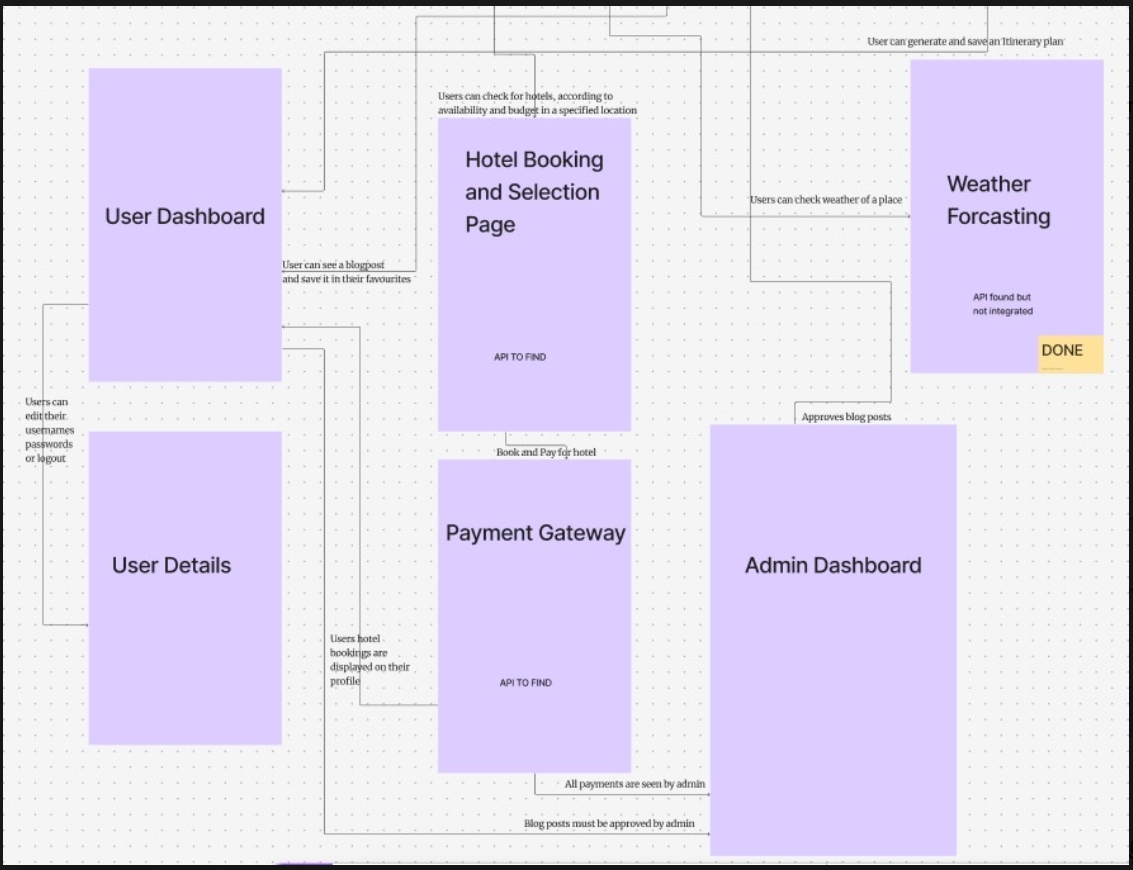 User can generate and save an Itinerary plan
Users can check for hotels, according to
availability and budget in a specified location
Hotel Booking
and Selection
Page
API TO FIND
User Dashboard
User can see a blogpost
and save it in their favourites
Users can check weather of a place
Weather
Forcasting
API found but
not integrated
DONE
Users can
edit their
usernames
passwords
or logout
User Details
Book and Pay for hotel
Payment Gateway
API TO FIND
Users hotel
bookings are
displayed on their
profile
Approves blog posts
Admin Dashboard
All payments are seen by admin
Blog posts must be approved by admin